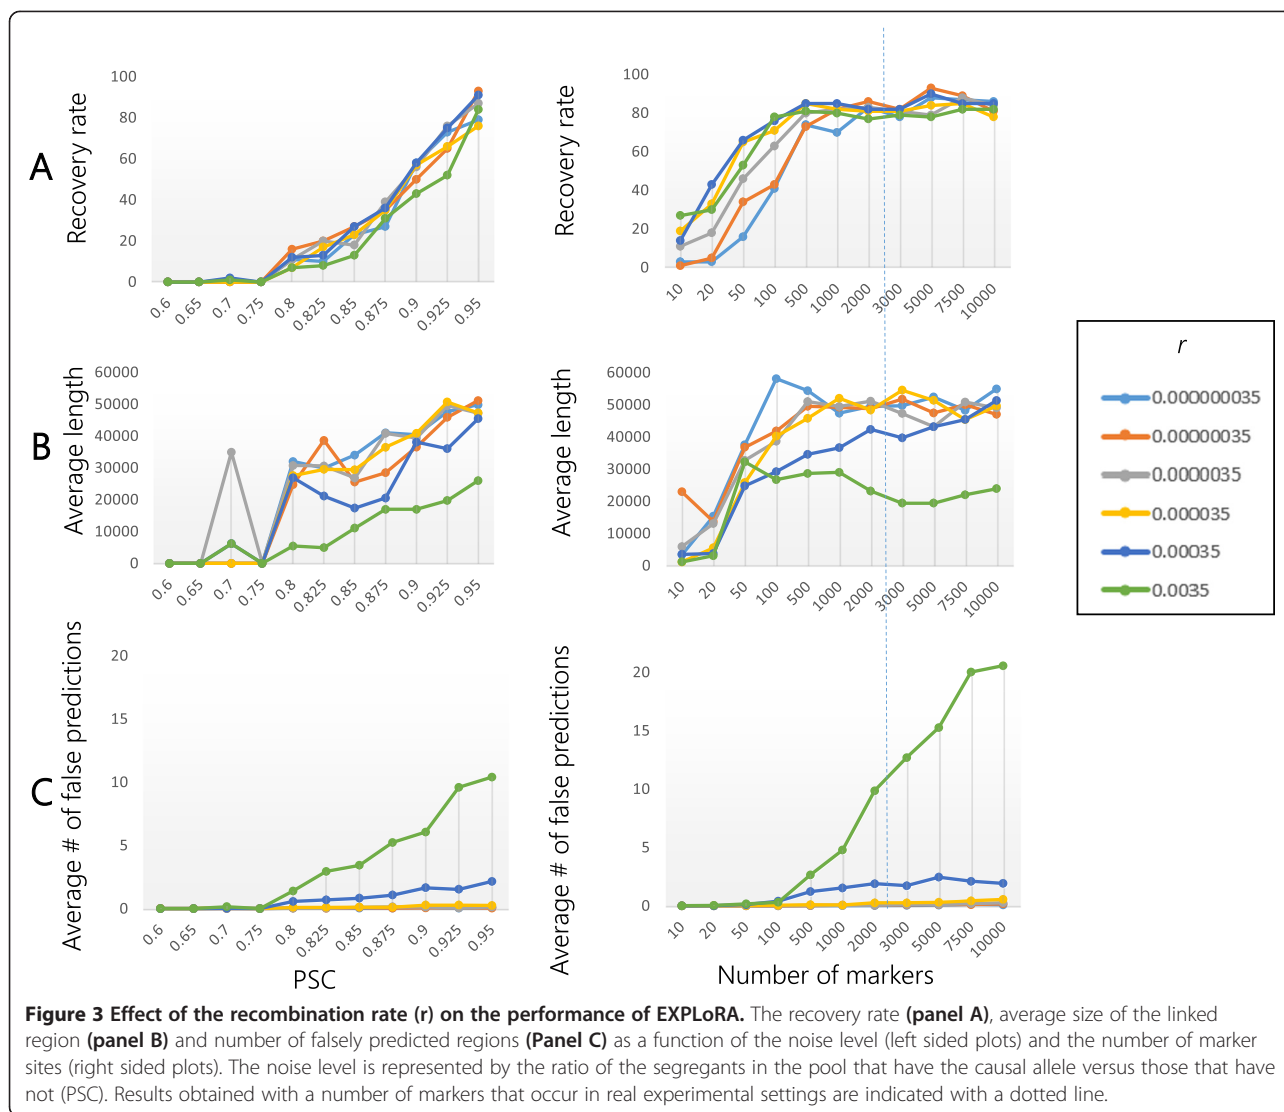 A
Recovery rate
100
80
60
40
20
0
0.6 0.65 0.7 0.75 0.8 0.825 0.85 0.875 0.9 0.925 0.95
Recovery rate
100
80
60
40
20
0
10 20 50 100 500 1000 2000 3000 5000 7500 10000
B
Average length
60000
50000
40000
30000
20000
10000
0
0.6 0.65 0.7 0.75 0.8 0.825 0.85 0.875 0.9 0.925 0.95
Average length
60000
50000
40000
30000
20000
10000
0
10 20 50 100 500 1000 2000 3000 5000 7500 10000
C
Average # of false predictions
20
15
10
5
0
0.6 0.65 0.7 0.75 0.8 0.825 0.85 0.875 0.9 0.925 0.95
PSC
Average # of false predictions
20
15
10
5
0
10 20 50 100 500 1000 2000 3000 5000 7500 10000
Number of markers
r
0.000000035
0.00000035
0.0000035
0.000035
0.00035
0.0035
Figure 3 Effect of the recombination rate (r) on the performance of EXPLoRA. The recovery rate (panel A), average size of the linked
region (panel B) and number of falsely predicted regions (Panel C) as a function of the noise level (left sided plots) and the number of marker
sites (right sided plots). The noise level is represented by the ratio of the segregants in the pool that have the causal allele versus those that have
not (PSC). Results obtained with a number of markers that occur in real experimental settings are indicated with a dotted line.